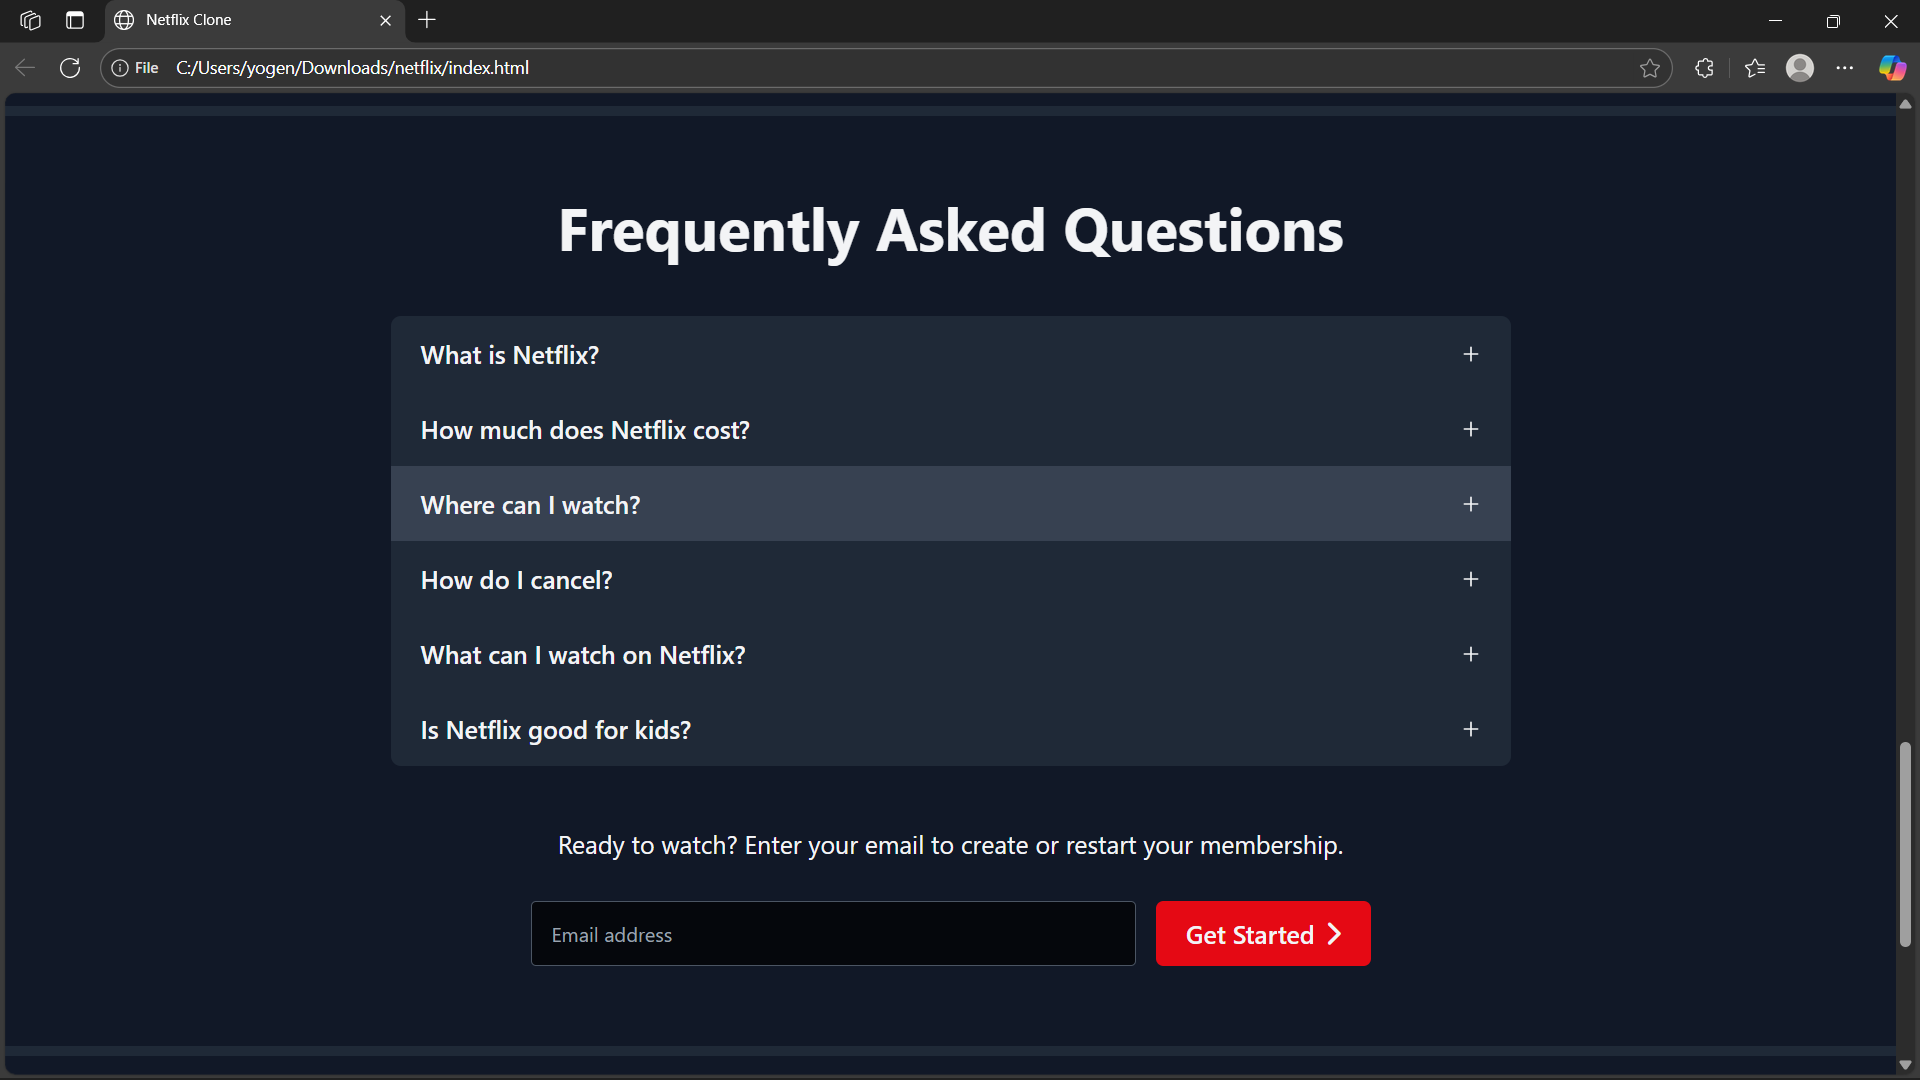 Netflix Clone
File C:/Users/yogen/Downloads/netflix/index.html
Frequently Asked Questions
What is Netflix? +
How much does Netflix cost? +
Where can I watch? +
How do I cancel? +
What can I watch on Netflix? +
Is Netflix good for kids? +
Ready to watch? Enter your email to create or restart your membership.
Email address
Get Started